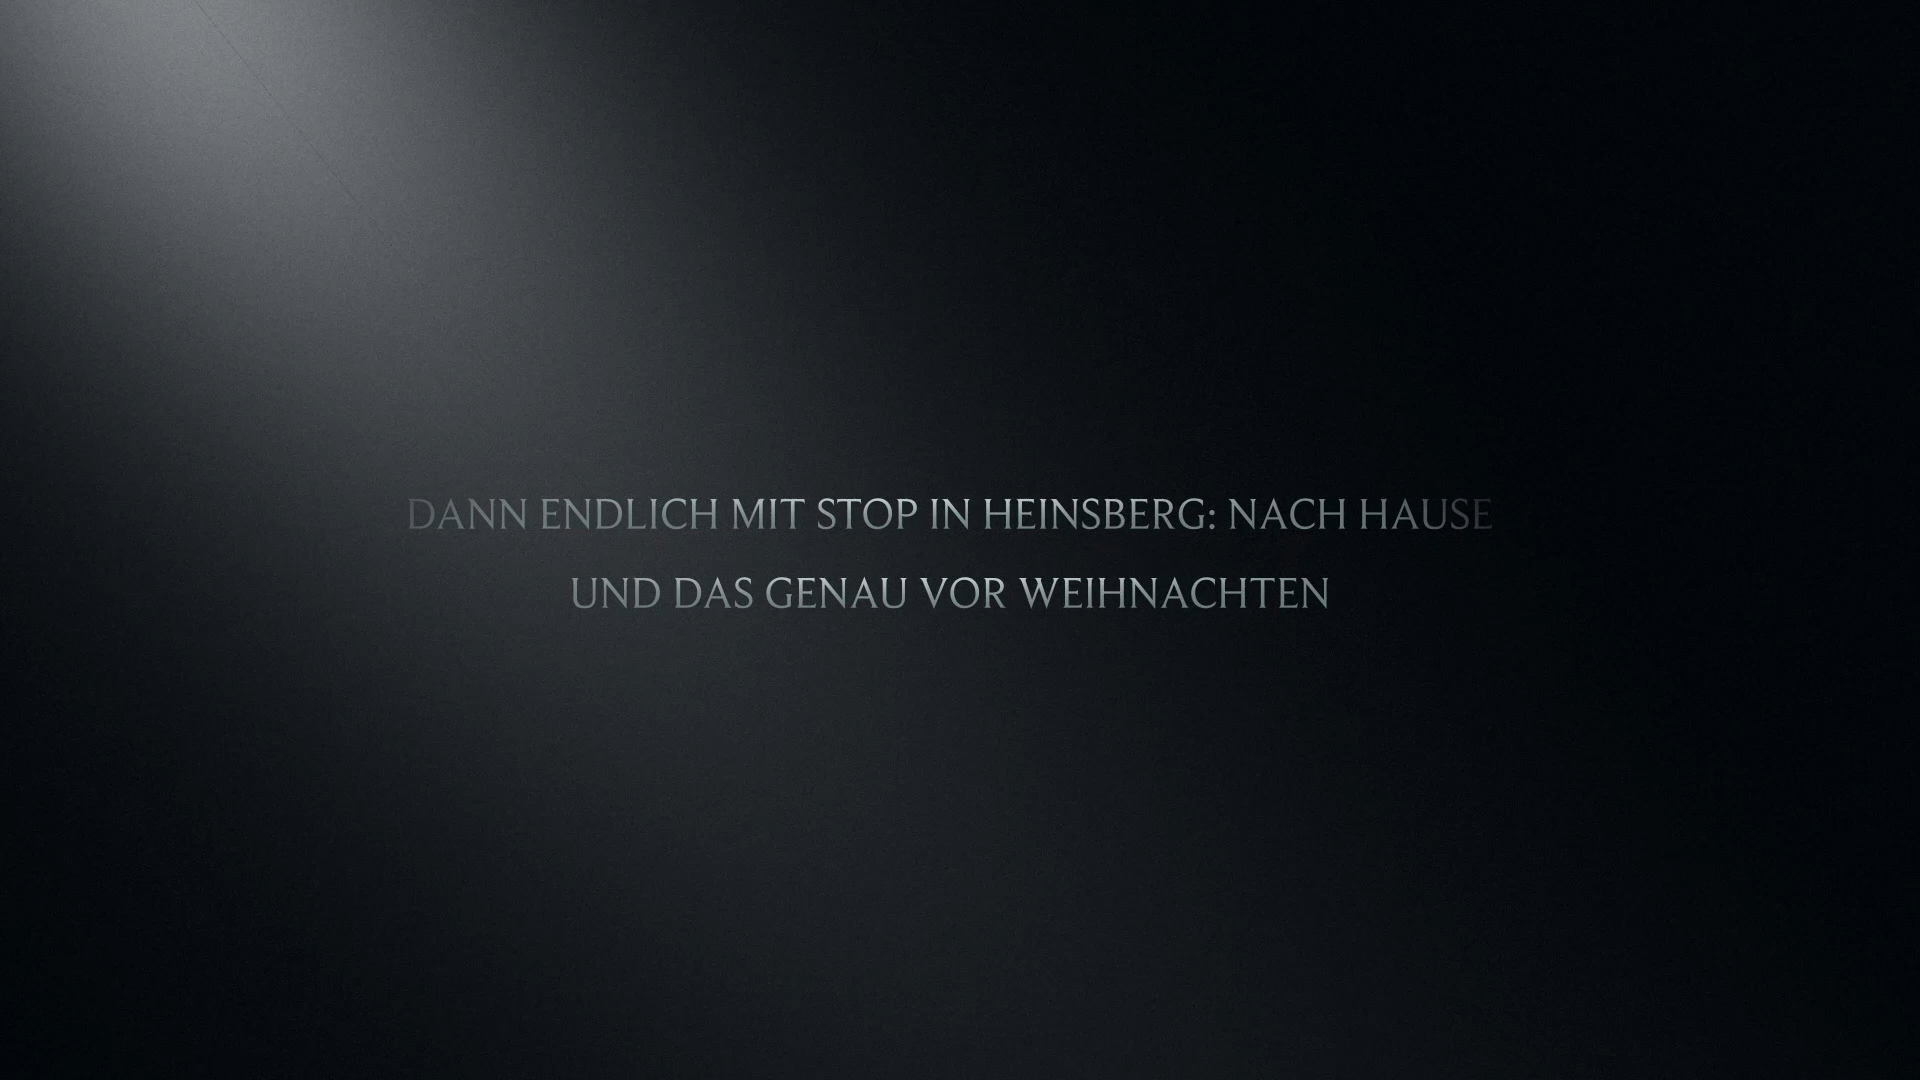 DANN ENDLICH MIT STOP IN HEINSBERG: NACH HAUSE
UND DAS GENAU VOR WEIHNACHTEN